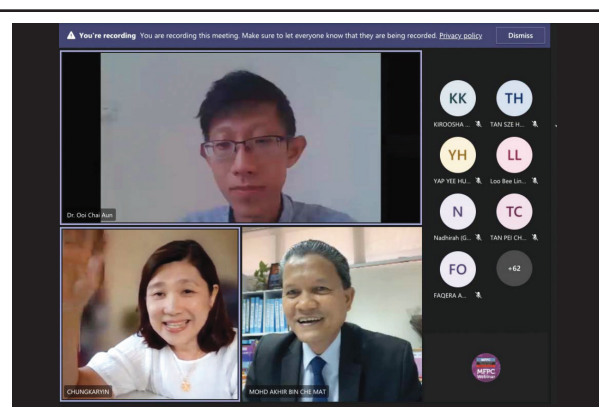 You're recording You are recording this meeting. Make sure to let everyone know that they are being recorded. Privacy policy Dismiss
Dr. Ooi Chai Aun
CHUNGKARYIN
MOHD AKHIR BIN CHE MAT
KK
KIROOSHA ...
TH
TAN SZE H...
YH
YAP YEE HU...
LL
Loo Bee Lin...
N
Nadhirah (G...
TC
TAN PEI CH...
FO
FAQERA A...
+62
MFPC
Webinar